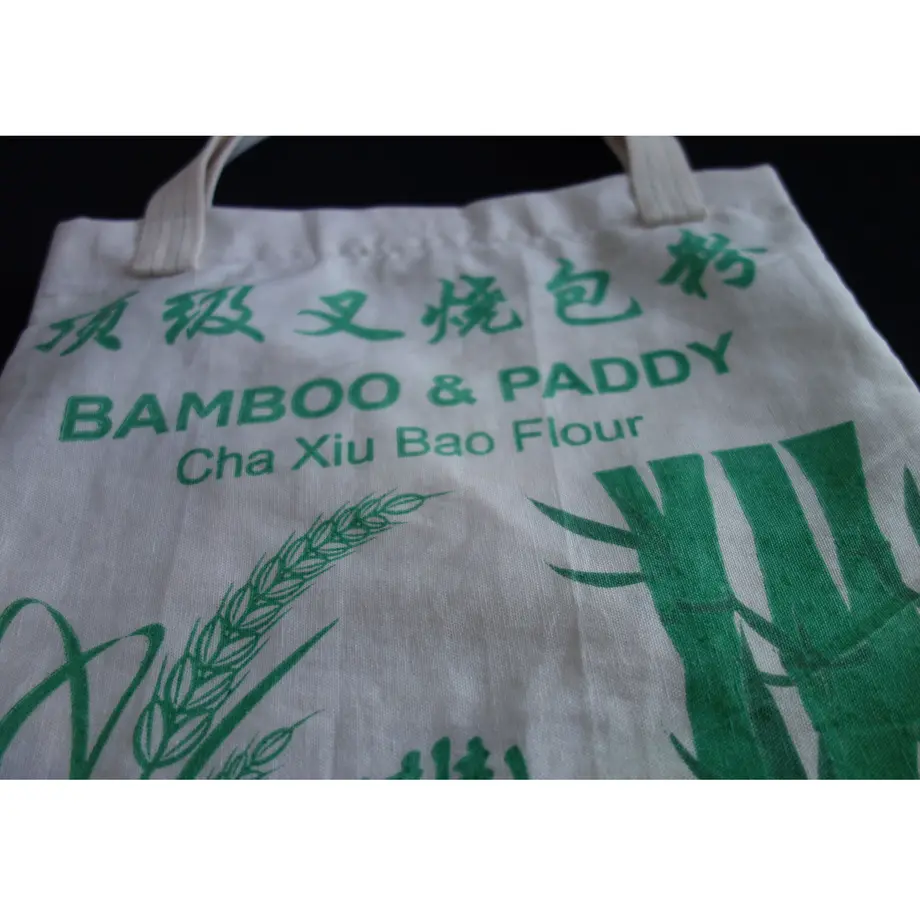 顶级叉烧包粉
BAMBOO & PADDY
Cha Xiu Bao Flour